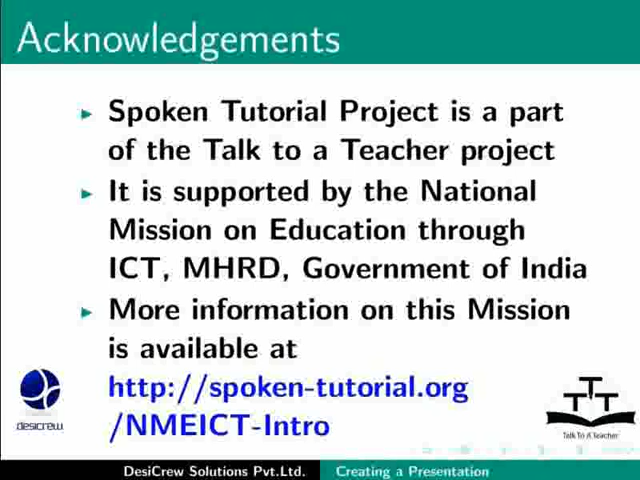 Acknowledgements
Spoken Tutorial Project is a part
of the Talk to a Teacher project
It is supported by the National
Mission on Education through
ICT, MHRD, Government of India
More information on this Mission
is available at
http://spoken-tutorial.org
/NMEICT-Intro
desicrew
TTT
Talk To A Teacher
DesiCrew Solutions Pvt.Ltd.
Creating a Presentation